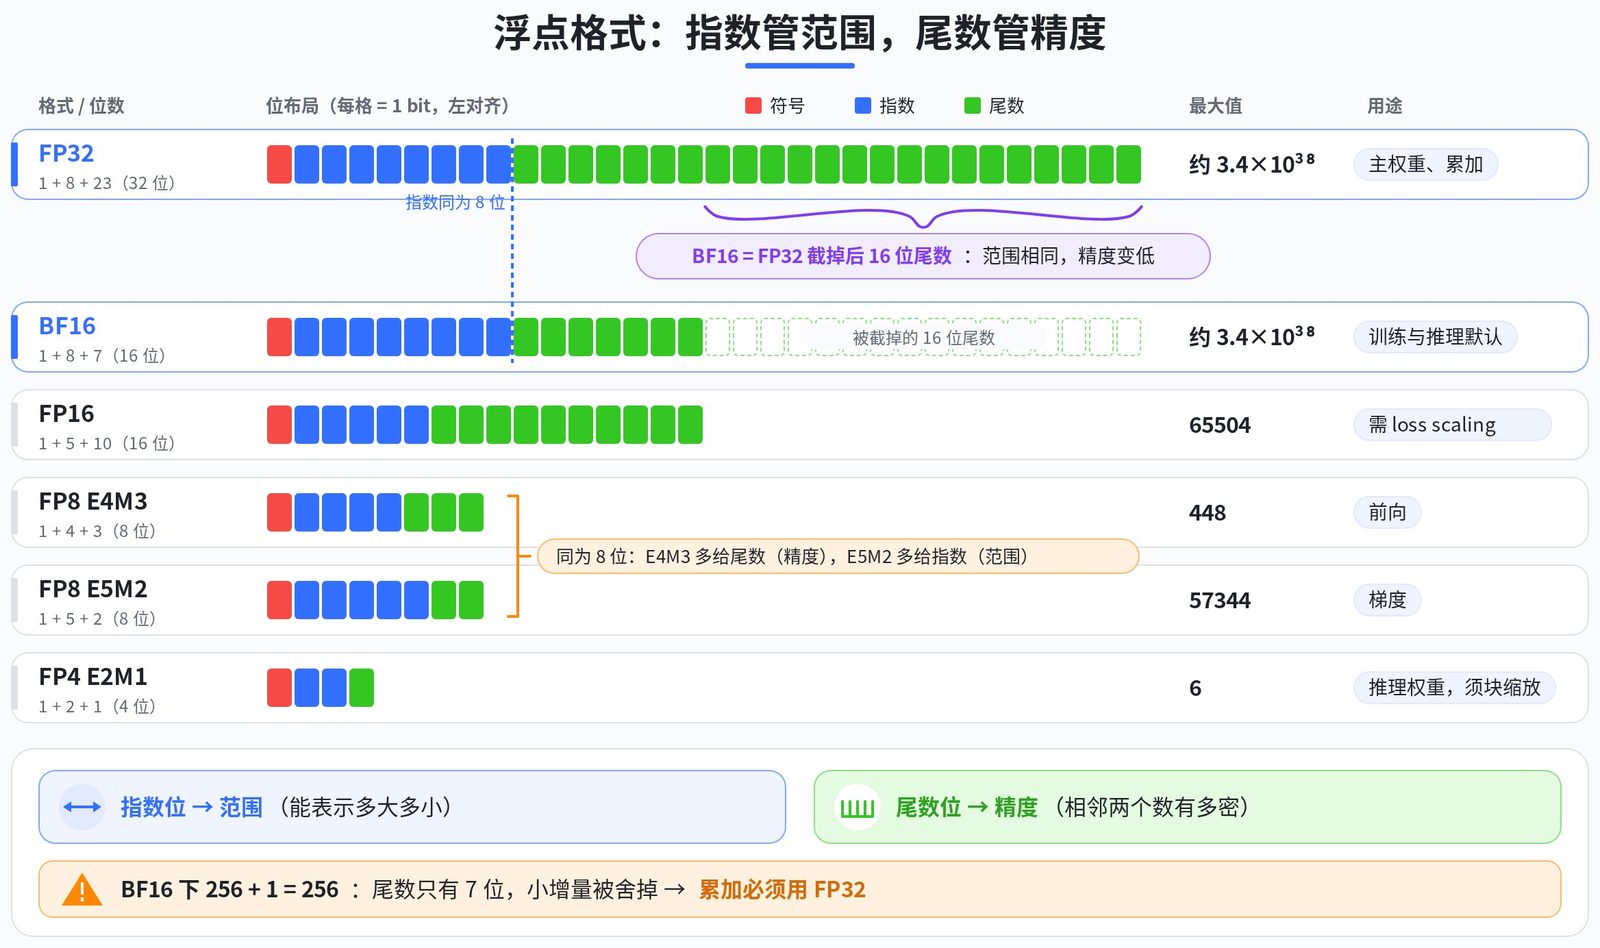 浮点格式：指数管范围，尾数管精度
格式 / 位数
位布局（每格 = 1 bit，左对齐）
符号
指数
尾数
最大值
用途
FP32
1 + 8 + 23（32 位）
约 3.4×10³⁸
主权重、累加
指数同为 8 位
BF16 = FP32 截掉后 16 位尾数 ：范围相同，精度变低
BF16
1 + 8 + 7（16 位）
被截掉的 16 位尾数
约 3.4×10³⁸
训练与推理默认
FP16
1 + 5 + 10（16 位）
65504
需 loss scaling
FP8 E4M3
1 + 4 + 3（8 位）
448
前向
同为 8 位：E4M3 多给尾数（精度），E5M2 多给指数（范围）
FP8 E5M2
1 + 5 + 2（8 位）
57344
梯度
FP4 E2M1
1 + 2 + 1（4 位）
6
推理权重，须块缩放
指数位 → 范围 （能表示多大多小）
尾数位 → 精度 （相邻两个数有多密）
BF16 下 256 + 1 = 256 ：尾数只有 7 位，小增量被舍掉 → 累加必须用 FP32